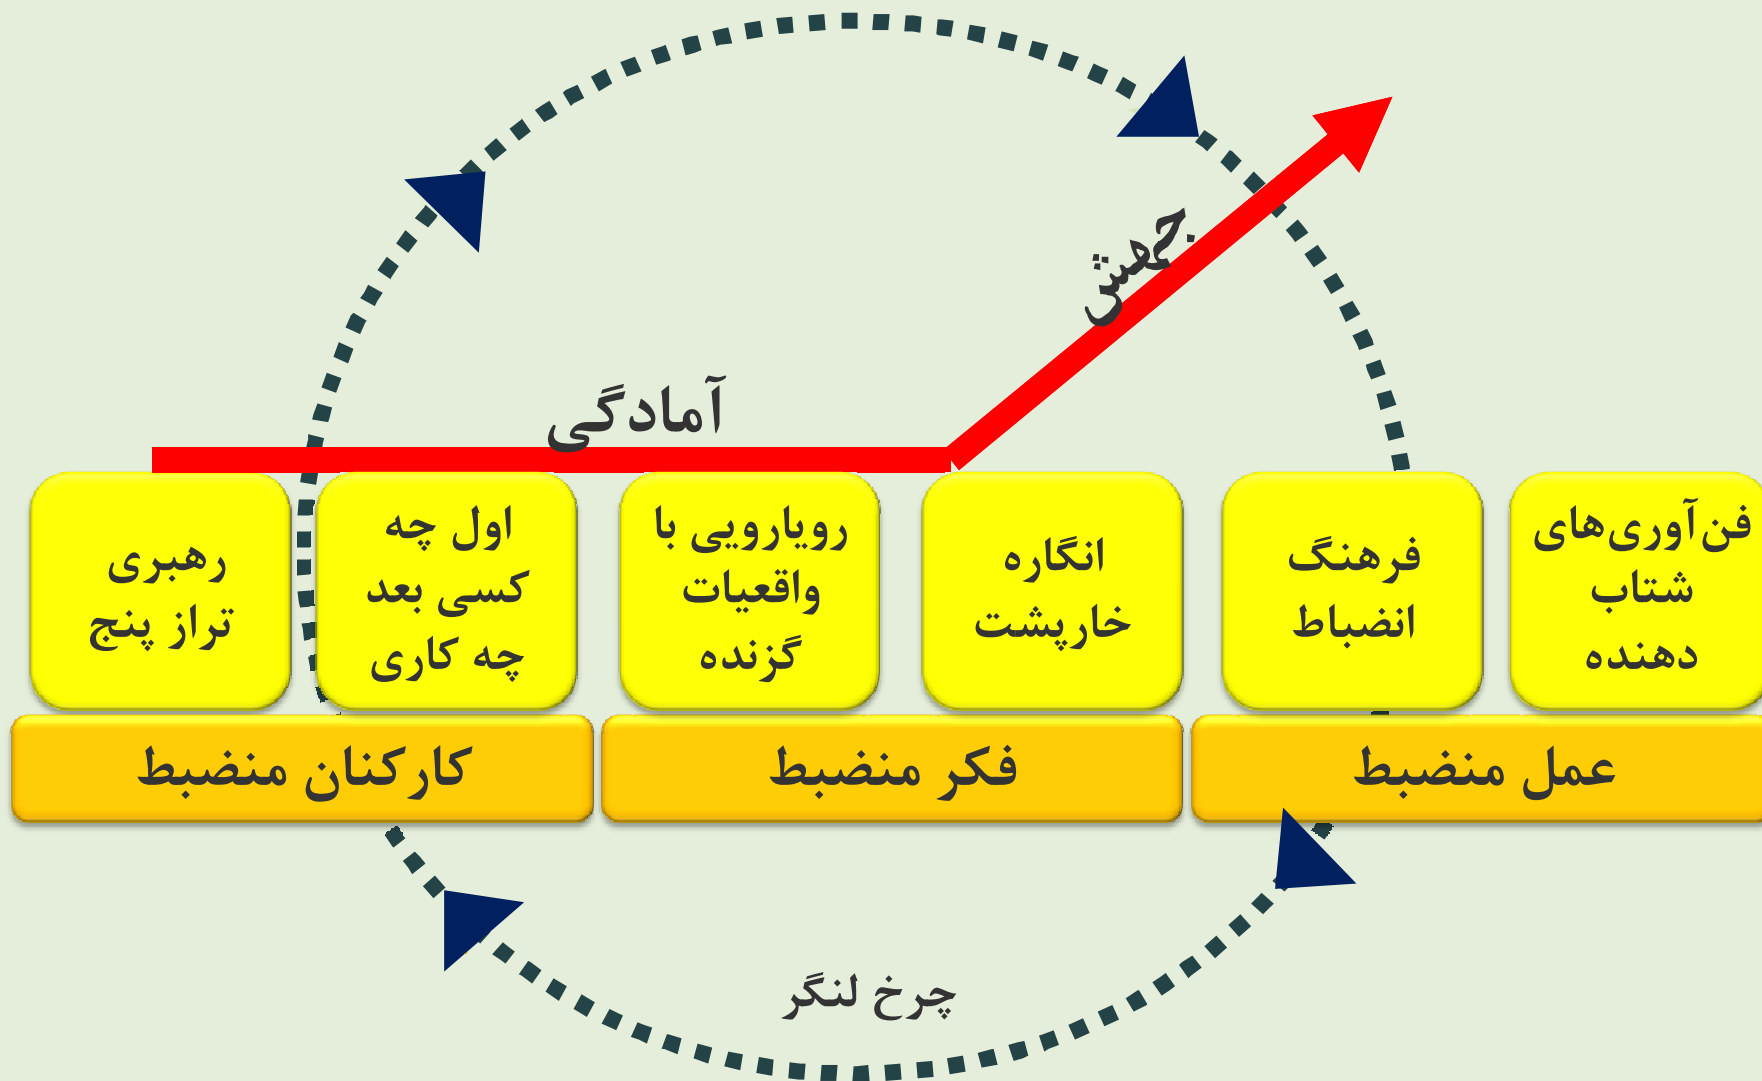 جهش
آمادگی
رهبری
تراز پنج
اول چه
کسی بعد
چه کاری
رویارویی با
واقعیات
گزنده
انگاره
خارپشت
فرهنگ
انضباط
فن‌آوری‌های
شتاب
دهنده
کارکنان منضبط
فکر منضبط
عمل منضبط
چرخ لنگر